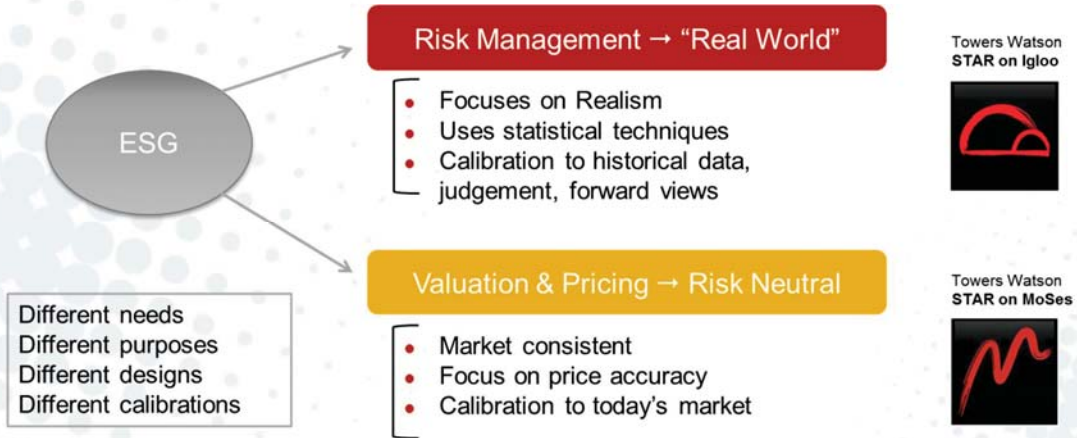 Risk Management → “Real World”
Towers Watson
STAR on Igloo
ESG
• Focuses on Realism
• Uses statistical techniques
• Calibration to historical data,
judgement, forward views
Valuation & Pricing → Risk Neutral
Towers Watson
STAR on MoSes
Different needs
Different purposes
Different designs
Different calibrations
• Market consistent
• Focus on price accuracy
• Calibration to today's market